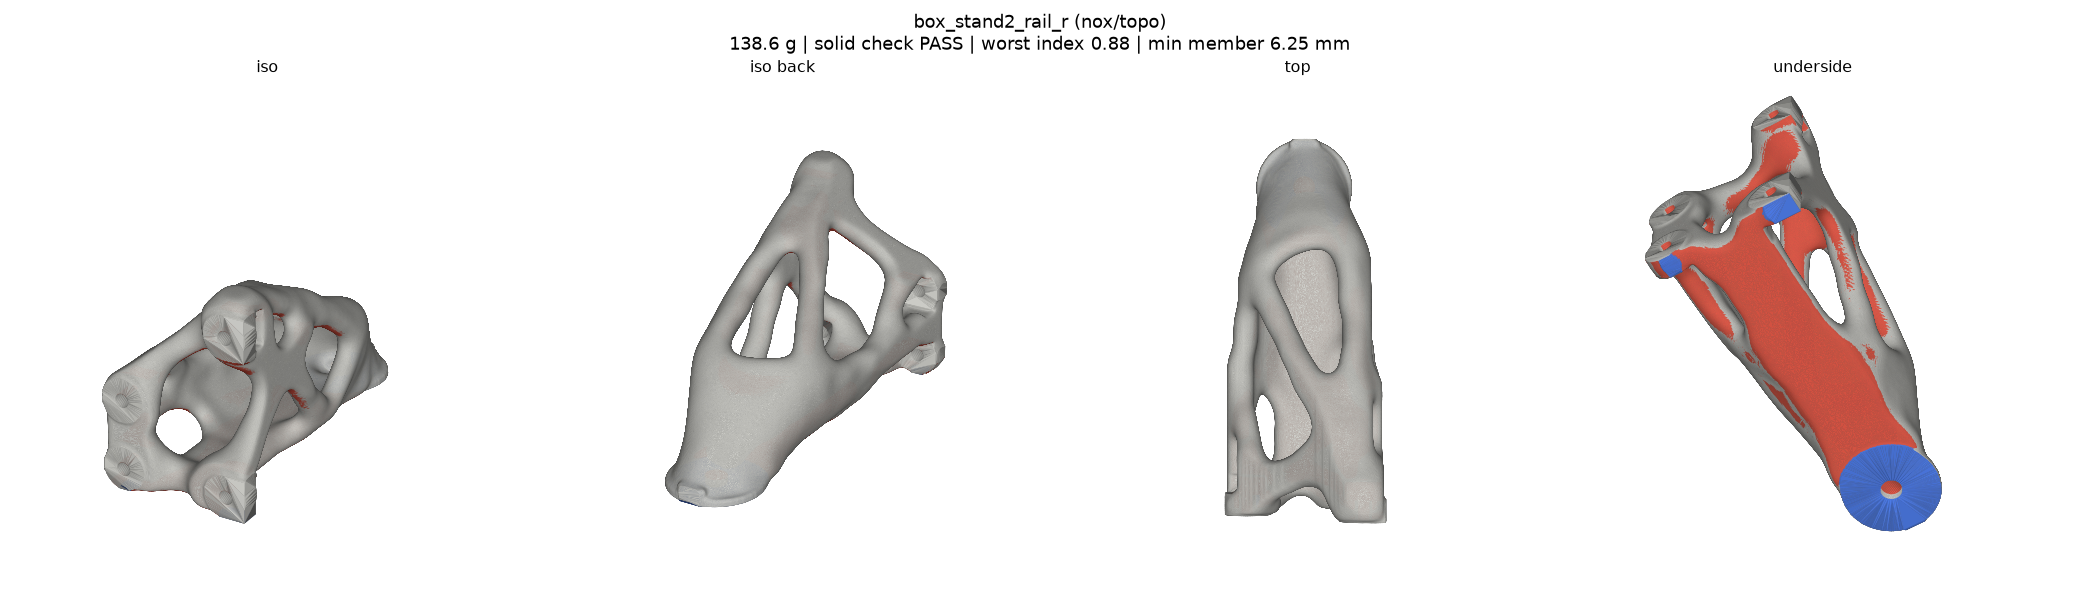 box_stand2_rail_r (nox/topo)
138.6 g | solid check PASS | worst index 0.88 | min member 6.25 mm
iso
iso back
top
underside